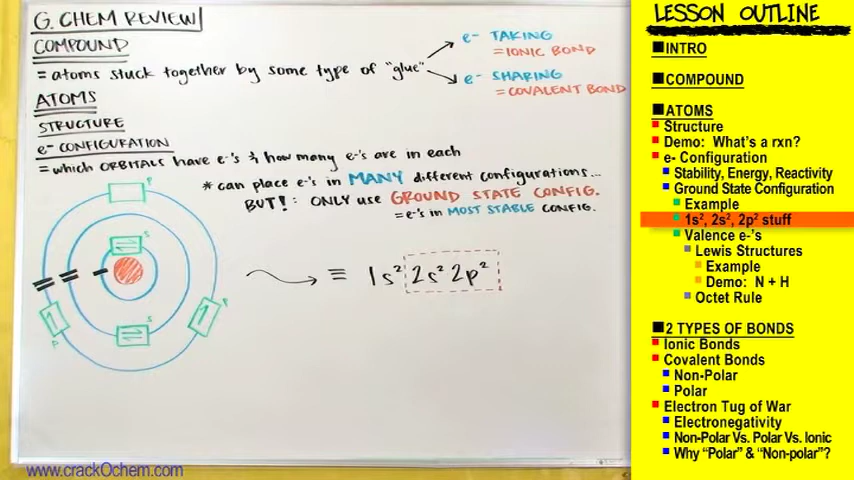 G. CHEM REVIEW
COMPOUND
= atoms stuck together by some type of "glue"
e- TAKING
= IONIC BOND
e- SHARING
= COVALENT BOND
ATOMS
STRUCTURE
e- CONFIGURATION
= which ORBITALS have e-'s & how many e-'s are in each
* can place e-'s in MANY different configurations...
BUT!: ONLY use GROUND STATE CONFIG.
= e-'s in MOST STABLE CONFIG.
P
S
S
P
P
≡ 1s² 2s² 2p²
www.crackOchem.com
LESSON OUTLINE
INTRO
COMPOUND
ATOMS
Structure
Demo: What's a rxn?
e- Configuration
Stability, Energy, Reactivity
Ground State Configuration
Example
1s², 2s², 2p² stuff
Valence e-'s
Lewis Structures
Example
Demo: N + H
Octet Rule
2 TYPES OF BONDS
Ionic Bonds
Covalent Bonds
Non-Polar
Polar
Electron Tug of War
Electronegativity
Non-Polar Vs. Polar Vs. Ionic
Why "Polar" & "Non-polar"?